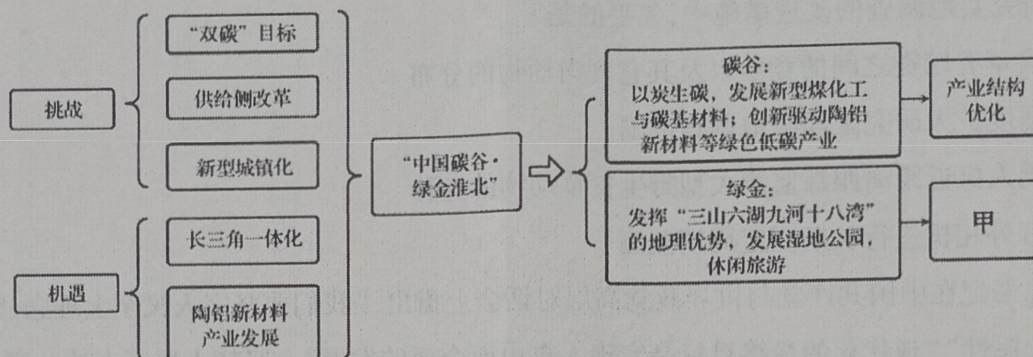 挑战
“双碳”目标
供给侧改革
新型城镇化
机遇
长三角一体化
陶铝新材料
产业发展
“中国碳谷·
绿金淮北”
碳谷：
以炭生碳，发展新型煤化工
与碳基材料；创新驱动陶铝
新材料等绿色低碳产业
产业结构
优化
绿金：
发挥“三山六湖九河十八湾”
的地理优势，发展湿地公园，
休闲旅游
甲